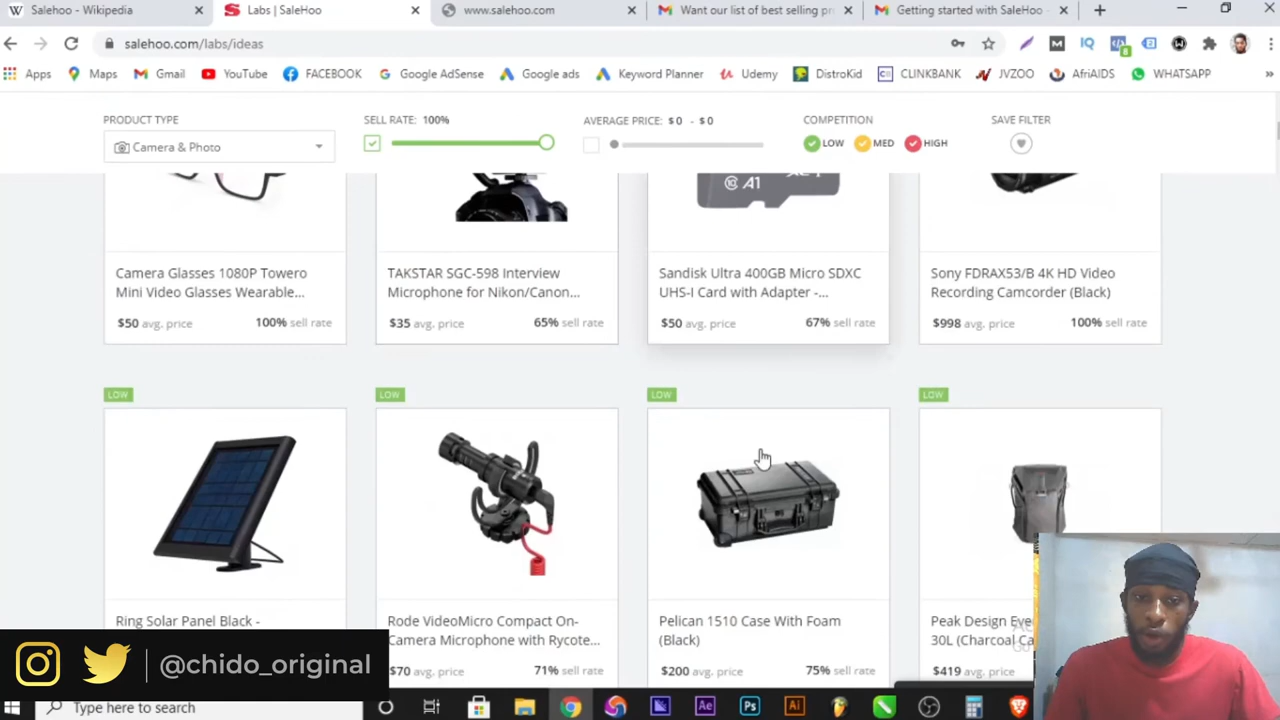 Salehoo - Wikipedia
Labs | SaleHoo
www.salehoo.com
Want our list of best selling pr
Getting started with SaleHoo -
salehoo.com/labs/ideas
Apps
Maps
Gmail
YouTube
FACEBOOK
Google AdSense
Google ads
Keyword Planner
Udemy
DistroKid
CLINKBANK
JVZOO
AfriAIDS
WHATSAPP
PRODUCT TYPE
Camera & Photo
SELL RATE: 100%
AVERAGE PRICE: $ 0 - $ 0
COMPETITION
LOW
MED
HIGH
SAVE FILTER
A1
Camera Glasses 1080P Towero
Mini Video Glasses Wearable...
$50 avg. price
100% sell rate
TAKSTAR SGC-598 Interview
Microphone for Nikon/Canon...
$35 avg. price
65% sell rate
Sandisk Ultra 400GB Micro SDXC
UHS-I Card with Adapter -...
$50 avg. price
67% sell rate
Sony FDRAX53/B 4K HD Video
Recording Camcorder (Black)
$998 avg. price
100% sell rate
LOW
LOW
LOW
LOW
Ring Solar Panel Black -
Rode VideoMicro Compact On-
Camera Microphone with Rycote...
$70 avg. price
71% sell rate
Pelican 1510 Case With Foam
(Black)
$200 avg. price
75% sell rate
Peak Design
30L (Charcoal
$419 avg. price
@chido_original
Type here to search